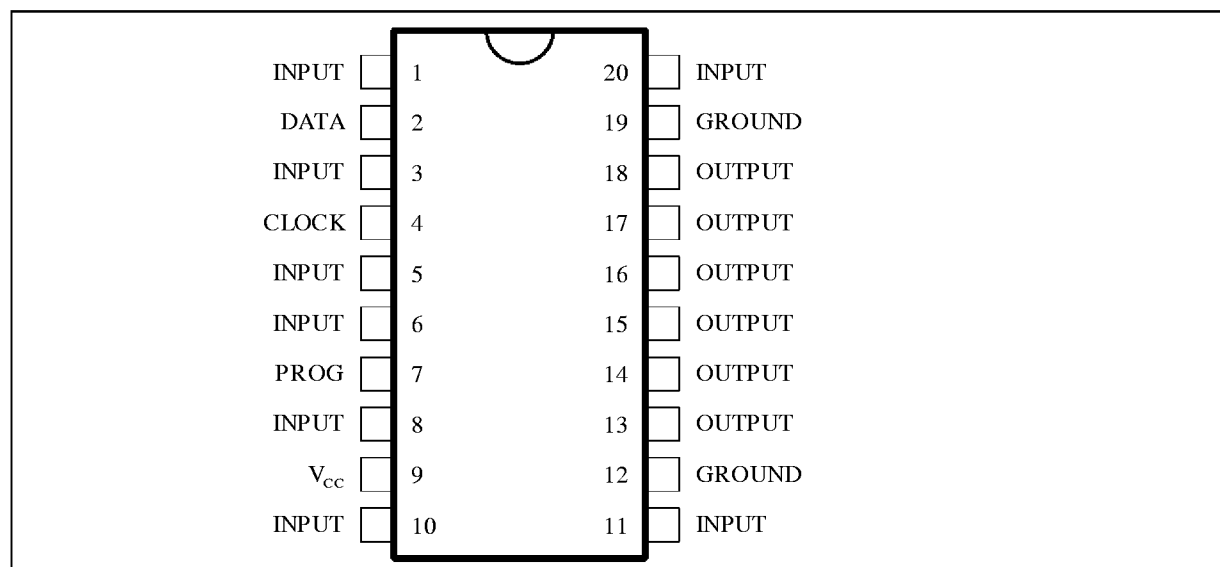 INPUT 1 20 INPUT
DATA 2 19 GROUND
INPUT 3 18 OUTPUT
CLOCK 4 17 OUTPUT
INPUT 5 16 OUTPUT
INPUT 6 15 OUTPUT
PROG 7 14 OUTPUT
INPUT 8 13 OUTPUT
VCC 9 12 GROUND
INPUT 10 11 INPUT